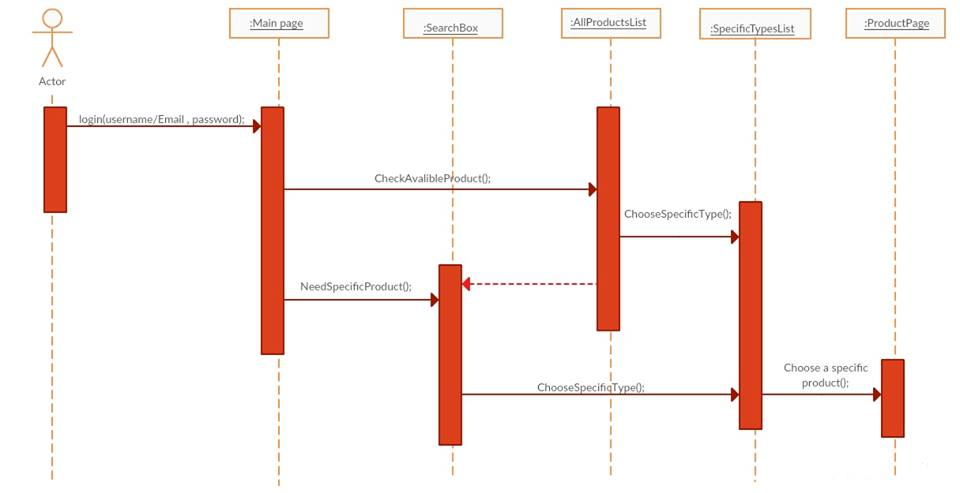 :Main page
:SearchBox
:AllProductsList
:SpecificTypesList
:ProductPage
Actor
login(username/Email , password);
CheckAvalibleProduct();
ChooseSpecificType();
NeedSpecificProduct();
Choose a specific
product();
ChooseSpecificType();